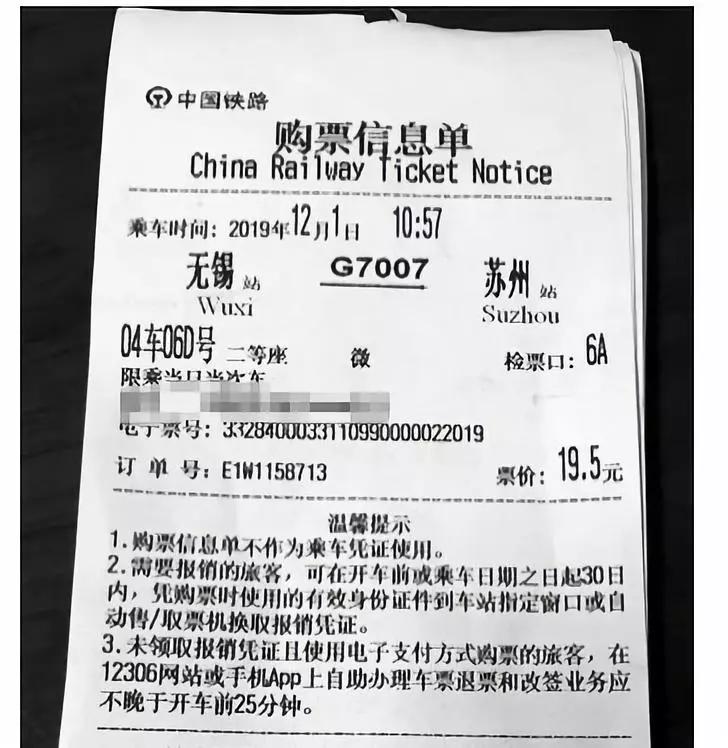 中国铁路
购票信息单
China Railway Ticket Notice
乘车时间: 2019年12月1日 10:57
无锡站 G7007 苏州站
Wuxi Suzhou
04车06D号 二等座 微 检票口: 6A
限乘当日当次车
电子票号: 3328400033110990000022019
订 单 号: E1W1158713 票价: 19.5元
温馨提示
1.购票信息单不作为乘车凭证使用。
2.需要报销的旅客，可在开车前或乘车日期之日起30日
内，凭购票时使用的有效身份证件到车站指定窗口或自
动售/取票机换取报销凭证。
3.未领取报销凭证且使用电子支付方式购票的旅客，在
12306网站或手机App上自助办理车票退票和改签业务应
不晚于开车前25分钟。